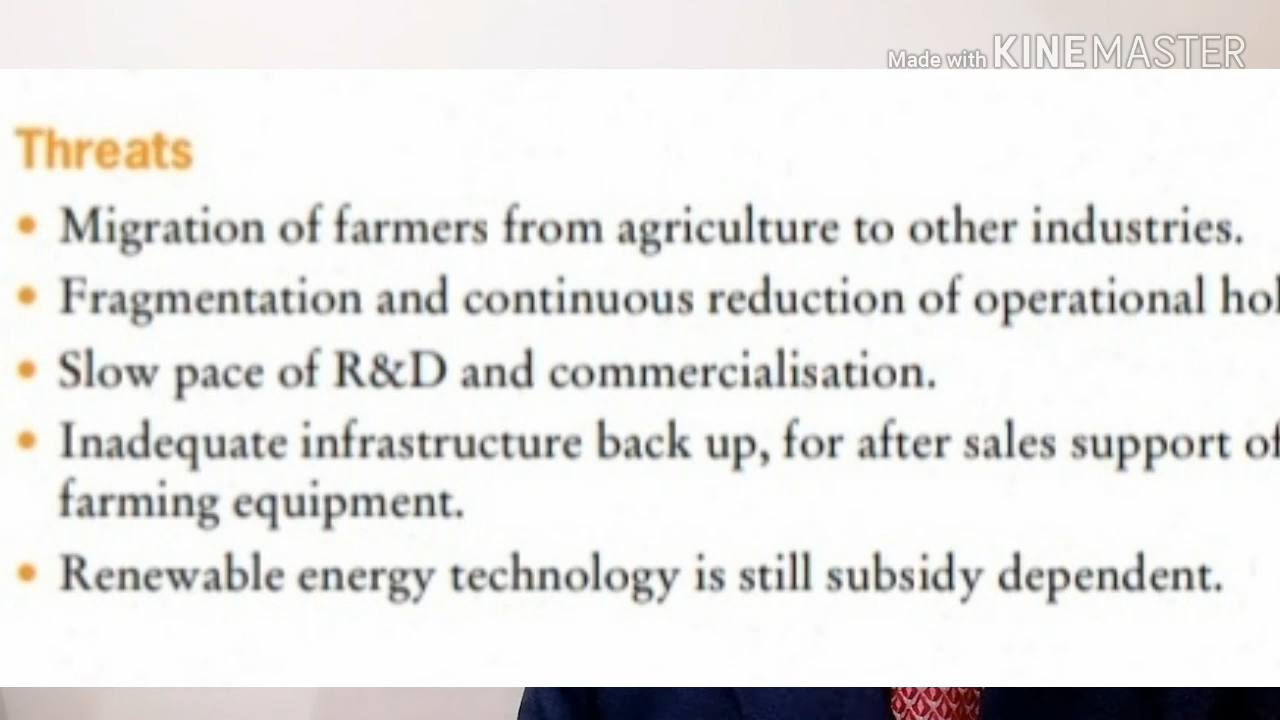 Made with KINEMASTER
Threats
• Migration of farmers from agriculture to other industries.
• Fragmentation and continuous reduction of operational
• Slow pace of R&D and commercialisation.
• Inadequate infrastructure back up, for after sales support of
farming equipment.
• Renewable energy technology is still subsidy dependent.